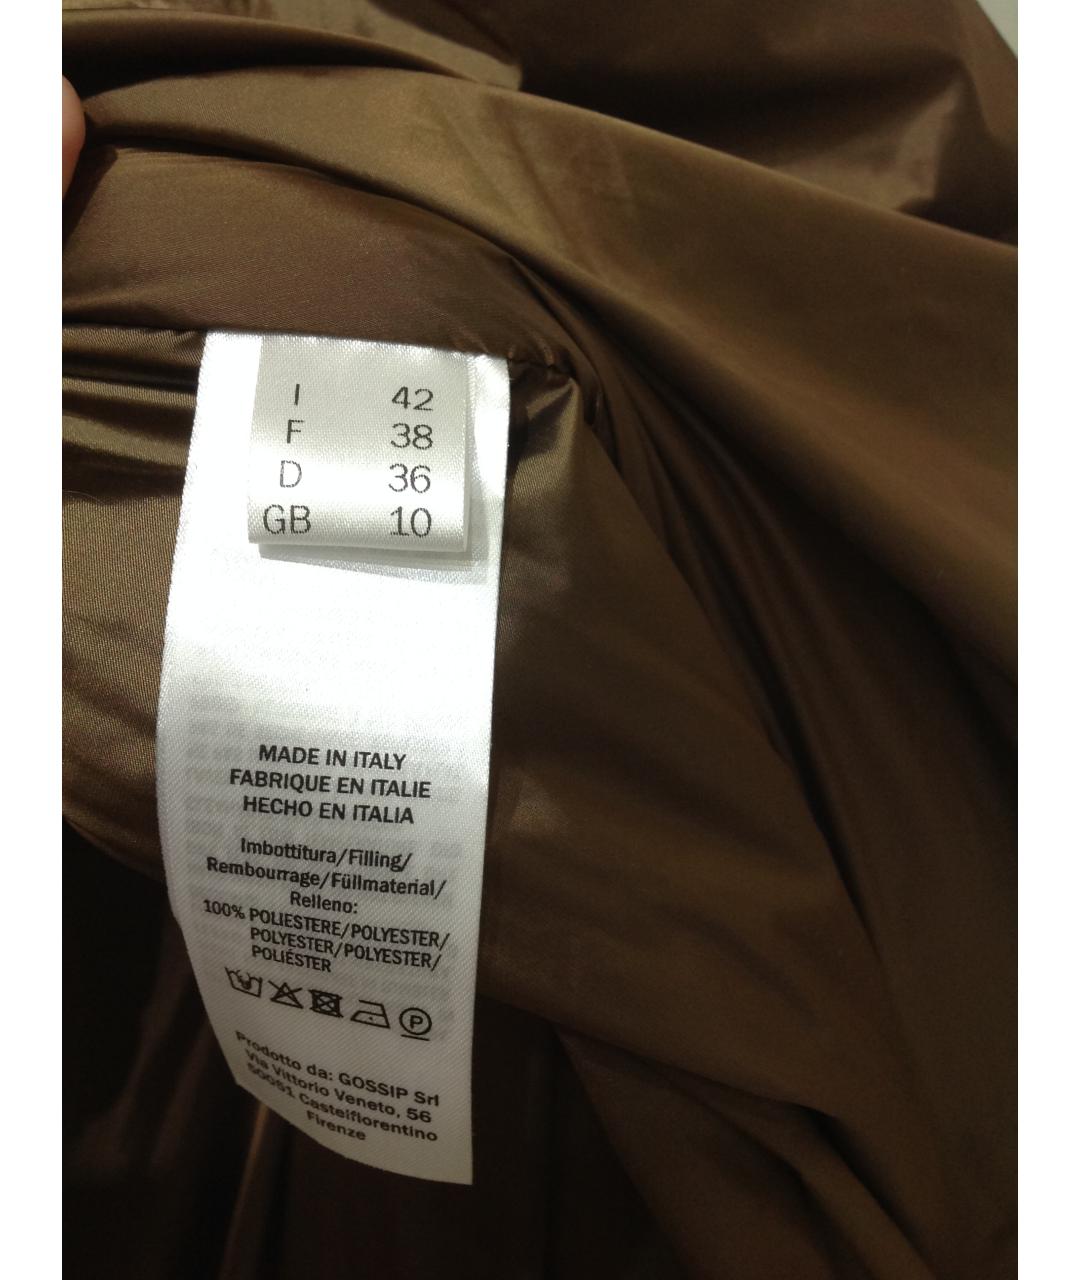 I 42
F 38
D 36
GB 10
MADE IN ITALY
FABRIQUE EN ITALIE
HECHO EN ITALIA
Imbottitura/Filling/
Rembourrage/Füllmaterial/
Relleno:
100% POLIESTERE/POLYESTER/
POLYESTER/POLYESTER/
POLIÉSTER
P
Prodotto da: GOSSIP Srl
Via Vittorio Veneto, 56
50051 Castelfiorentino
Firenze